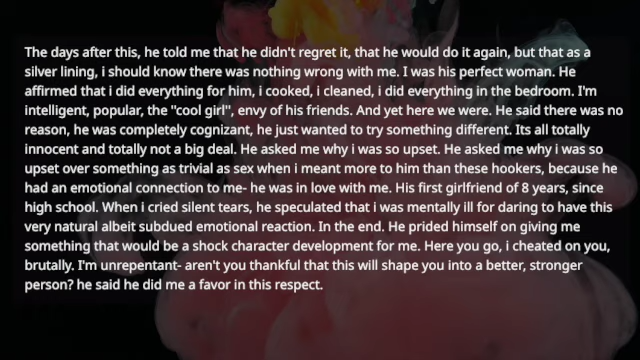 The days after this, he told me that he didn't regret it, that he would do it again, but that as a
silver lining, i should know there was nothing wrong with me. I was his perfect woman. He
affirmed that i did everything for him, i cooked, i cleaned, i did everything in the bedroom. I'm
intelligent, popular, the "cool girl", envy of his friends. And yet here we were. He said there was no
reason, he was completely cognizant, he just wanted to try something different. Its all totally
innocent and totally not a big deal. He asked me why i was so upset. He asked me why i was so
upset over something as trivial as sex when i meant more to him than these hookers, because he
had an emotional connection to me- he was in love with me. His first girlfriend of 8 years, since
high school. When i cried silent tears, he speculated that i was mentally ill for daring to have this
very natural albeit subdued emotional reaction. In the end. He prided himself on giving me
something that would be a shock character development for me. Here you go, i cheated on you,
brutally. I'm unrepentant- aren't you thankful that this will shape you into a better, stronger
person? he said he did me a favor in this respect.